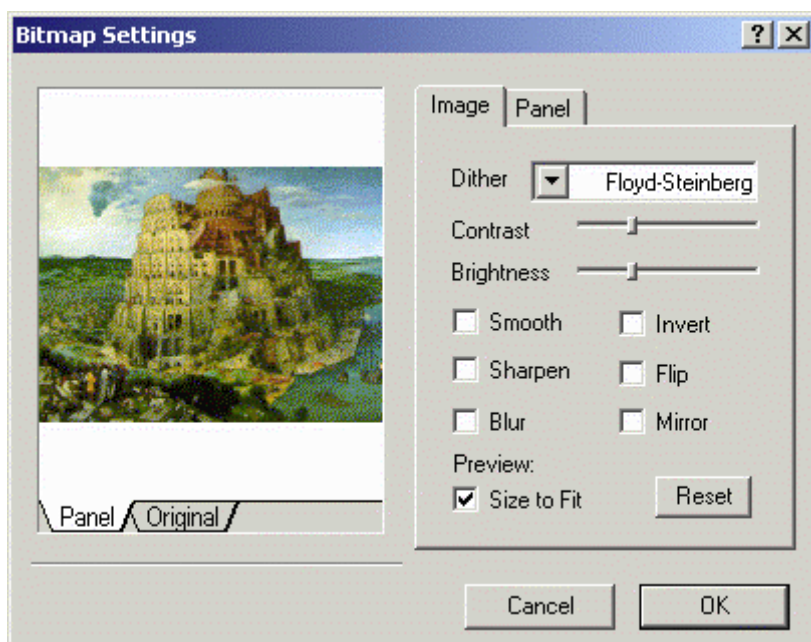 Bitmap Settings
Image Panel
Dither Floyd-Steinberg
Contrast
Brightness
Smooth Invert
Sharpen Flip
Blur Mirror
Preview:
Size to Fit Reset
Panel Original
Cancel OK